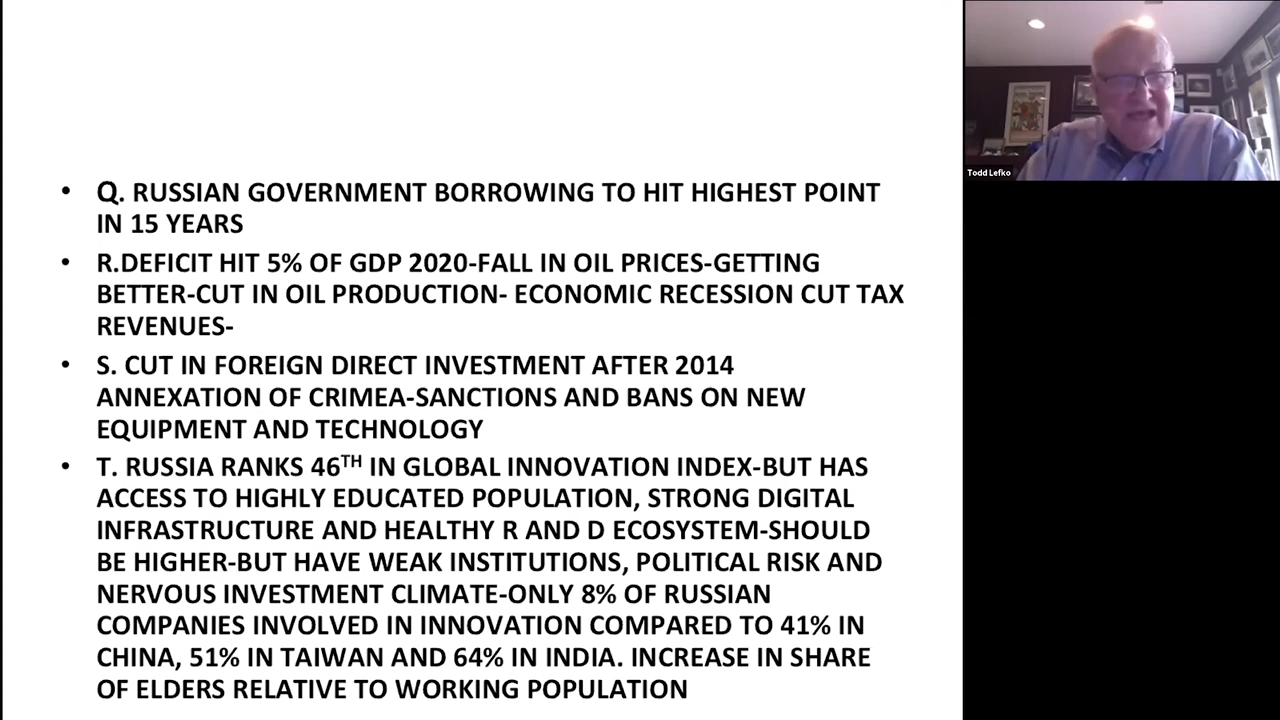 • Q. RUSSIAN GOVERNMENT BORROWING TO HIT HIGHEST POINT
IN 15 YEARS
• R.DEFICIT HIT 5% OF GDP 2020-FALL IN OIL PRICES-GETTING
BETTER-CUT IN OIL PRODUCTION- ECONOMIC RECESSION CUT TAX
REVENUES-
• S. CUT IN FOREIGN DIRECT INVESTMENT AFTER 2014
ANNEXATION OF CRIMEA-SANCTIONS AND BANS ON NEW
EQUIPMENT AND TECHNOLOGY
• T. RUSSIA RANKS 46TH IN GLOBAL INNOVATION INDEX-BUT HAS
ACCESS TO HIGHLY EDUCATED POPULATION, STRONG DIGITAL
INFRASTRUCTURE AND HEALTHY R AND D ECOSYSTEM-SHOULD
BE HIGHER-BUT HAVE WEAK INSTITUTIONS, POLITICAL RISK AND
NERVOUS INVESTMENT CLIMATE-ONLY 8% OF RUSSIAN
COMPANIES INVOLVED IN INNOVATION COMPARED TO 41% IN
CHINA, 51% IN TAIWAN AND 64% IN INDIA. INCREASE IN SHARE
OF ELDERS RELATIVE TO WORKING POPULATION
Todd Lefko